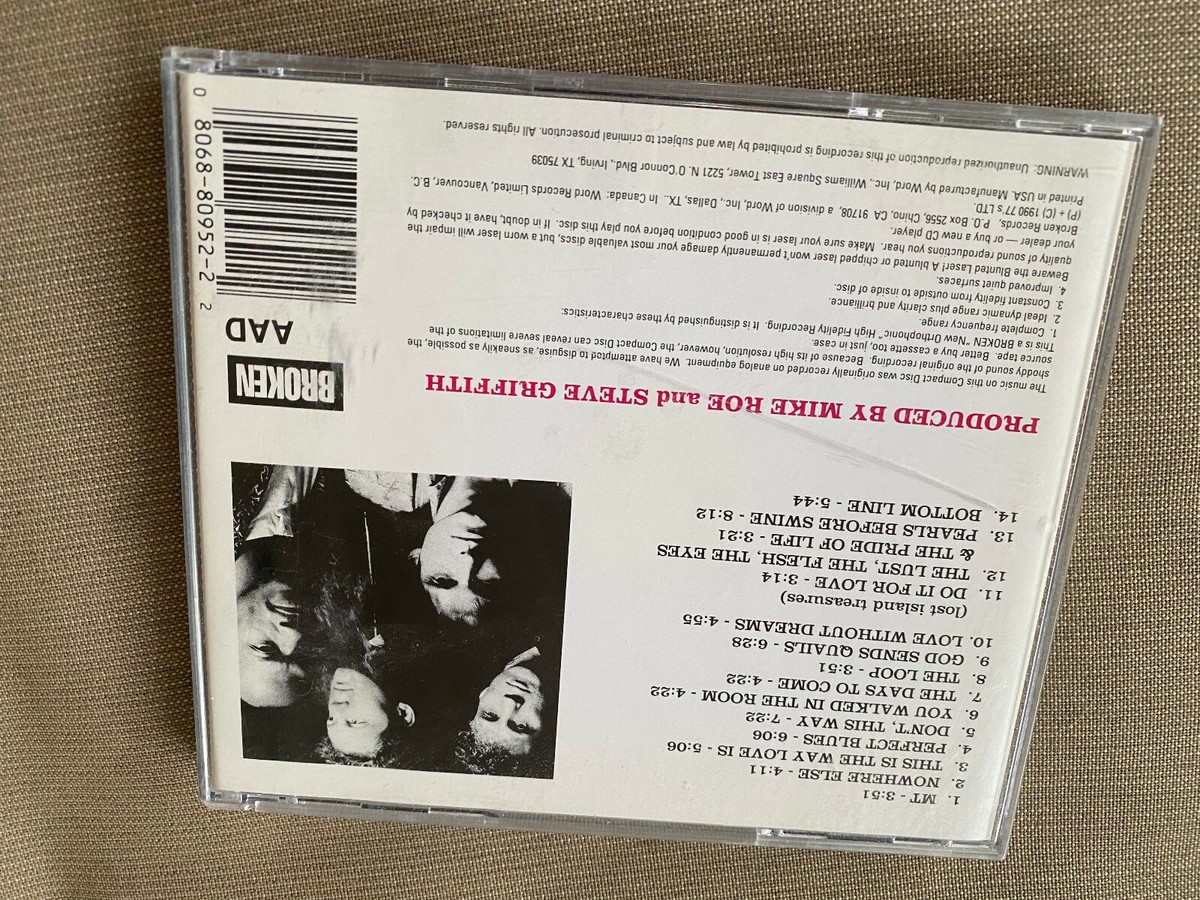 1. MT - 3:51
2. NOWHERE ELSE - 4:11
3. THIS IS THE WAY LOVE IS - 5:06
4. PERFECT BLUES - 6:06
5. DON'T, THIS WAY - 7:22
6. YOU WALKED IN THE ROOM - 4:22
7. THE DAYS TO COME - 4:22
8. THE LOOP - 3:51
9. GOD SENDS QUAILS - 6:28
10. LOVE WITHOUT DREAMS - 4:55
(lost island treasures)
11. DO IT FOR LOVE - 3:14
12. THE LUST, THE FLESH, THE EYES
& THE PRIDE OF LIFE - 3:21
13. PEARLS BEFORE SWINE - 8:12
14. BOTTOM LINE - 5:44
PRODUCED BY MIKE ROE and STEVE GRIFFITH
The music on this Compact Disc was originally recorded on analog equipment. We have attempted to disguise, as sneakily as possible, the
shoddy sound of the original recording. Because of its high resolution, however, the Compact Disc can reveal severe limitations of the
source tape. Better buy a cassette too, just in case.
This is a BROKEN "New Orthophonic" High Fidelity Recording. It is distinguished by these characteristics:
1. Complete frequency range.
2. Ideal dynamic range plus clarity and brilliance.
3. Constant fidelity from outside to inside of disc.
4. Improved quiet surfaces.
Beware the Blunted Laser! A blunted or chipped laser won't permanently damage your most valuable discs, but a worn laser will impair the
quality of sound reproductions you hear. Make sure your laser is in good condition before you play this disc. If in doubt, have it checked by
your dealer — or buy a new CD player.
Broken Records, P.O. Box 2556, Chino, CA 91708, a division of Word, Inc., Dallas, TX.. In Canada: Word Records Limited, Vancouver, B.C.
(P) + (C) 1990 77's LTD.
Printed in USA. Manufactured by Word, Inc., Williams Square East Tower, 5221 N. O'Connor Blvd., Irving, TX 75039
WARNING: Unauthorized reproduction of this recording is prohibited by law and subject to criminal prosecution. All rights reserved.
BROKEN
AAD
0 8068-80952-2 2